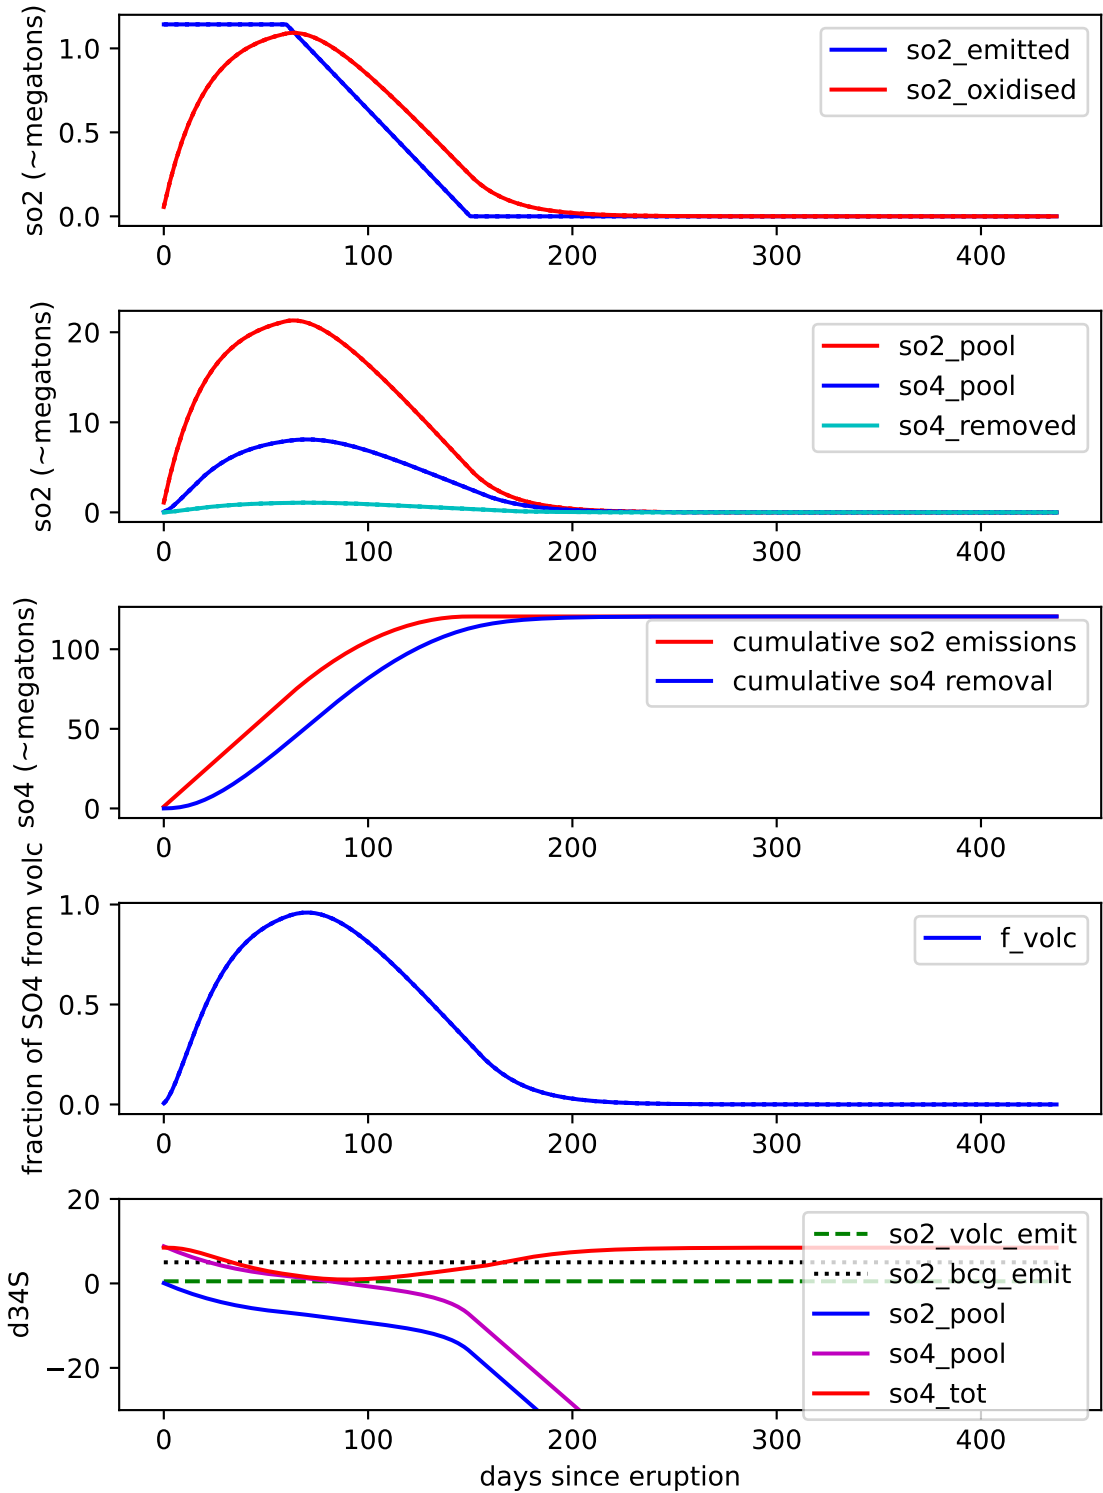 so2 (~megatons)
1.0
0.5
0.0
so2_emitted
so2_oxidised
0 100 200 300 400
so2 (~megatons)
20
10
0
so2_pool
so4_pool
so4_removed
0 100 200 300 400
so4 (~megatons)
100
50
0
cumulative so2 emissions
cumulative so4 removal
0 100 200 300 400
fraction of SO4 from volc
1.0
0.5
0.0
f_volc
0 100 200 300 400
d34S
20
0
−20
so2_volc_emit
so2_bcg_emit
so2_pool
so4_pool
so4_tot
0 100 200 300 400
days since eruption